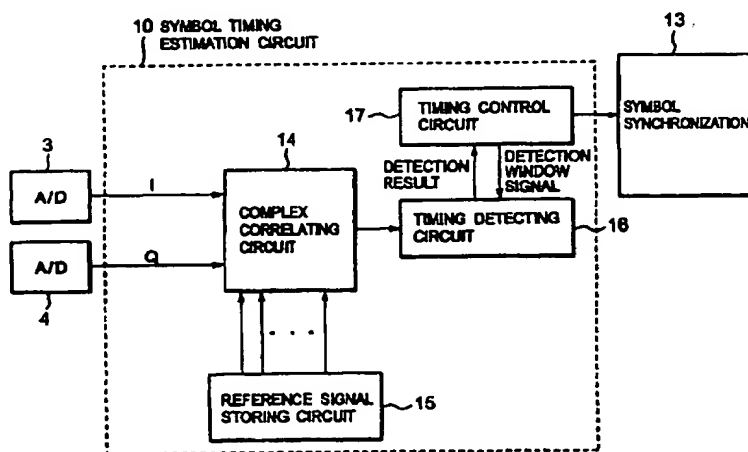 10 SYMBOL TIMING
ESTIMATION CIRCUIT
13
SYMBOL
SYNCHRONIZATION
17
TIMING CONTROL
CIRCUIT
DETECTION
RESULT
DETECTION
WINDOW
SIGNAL
14
COMPLEX
CORRELATING
CIRCUIT
TIMING DETECTING
CIRCUIT
16
3
A/D
I
A/D
Q
4
. . .
REFERENCE SIGNAL
STORING CIRCUIT
15